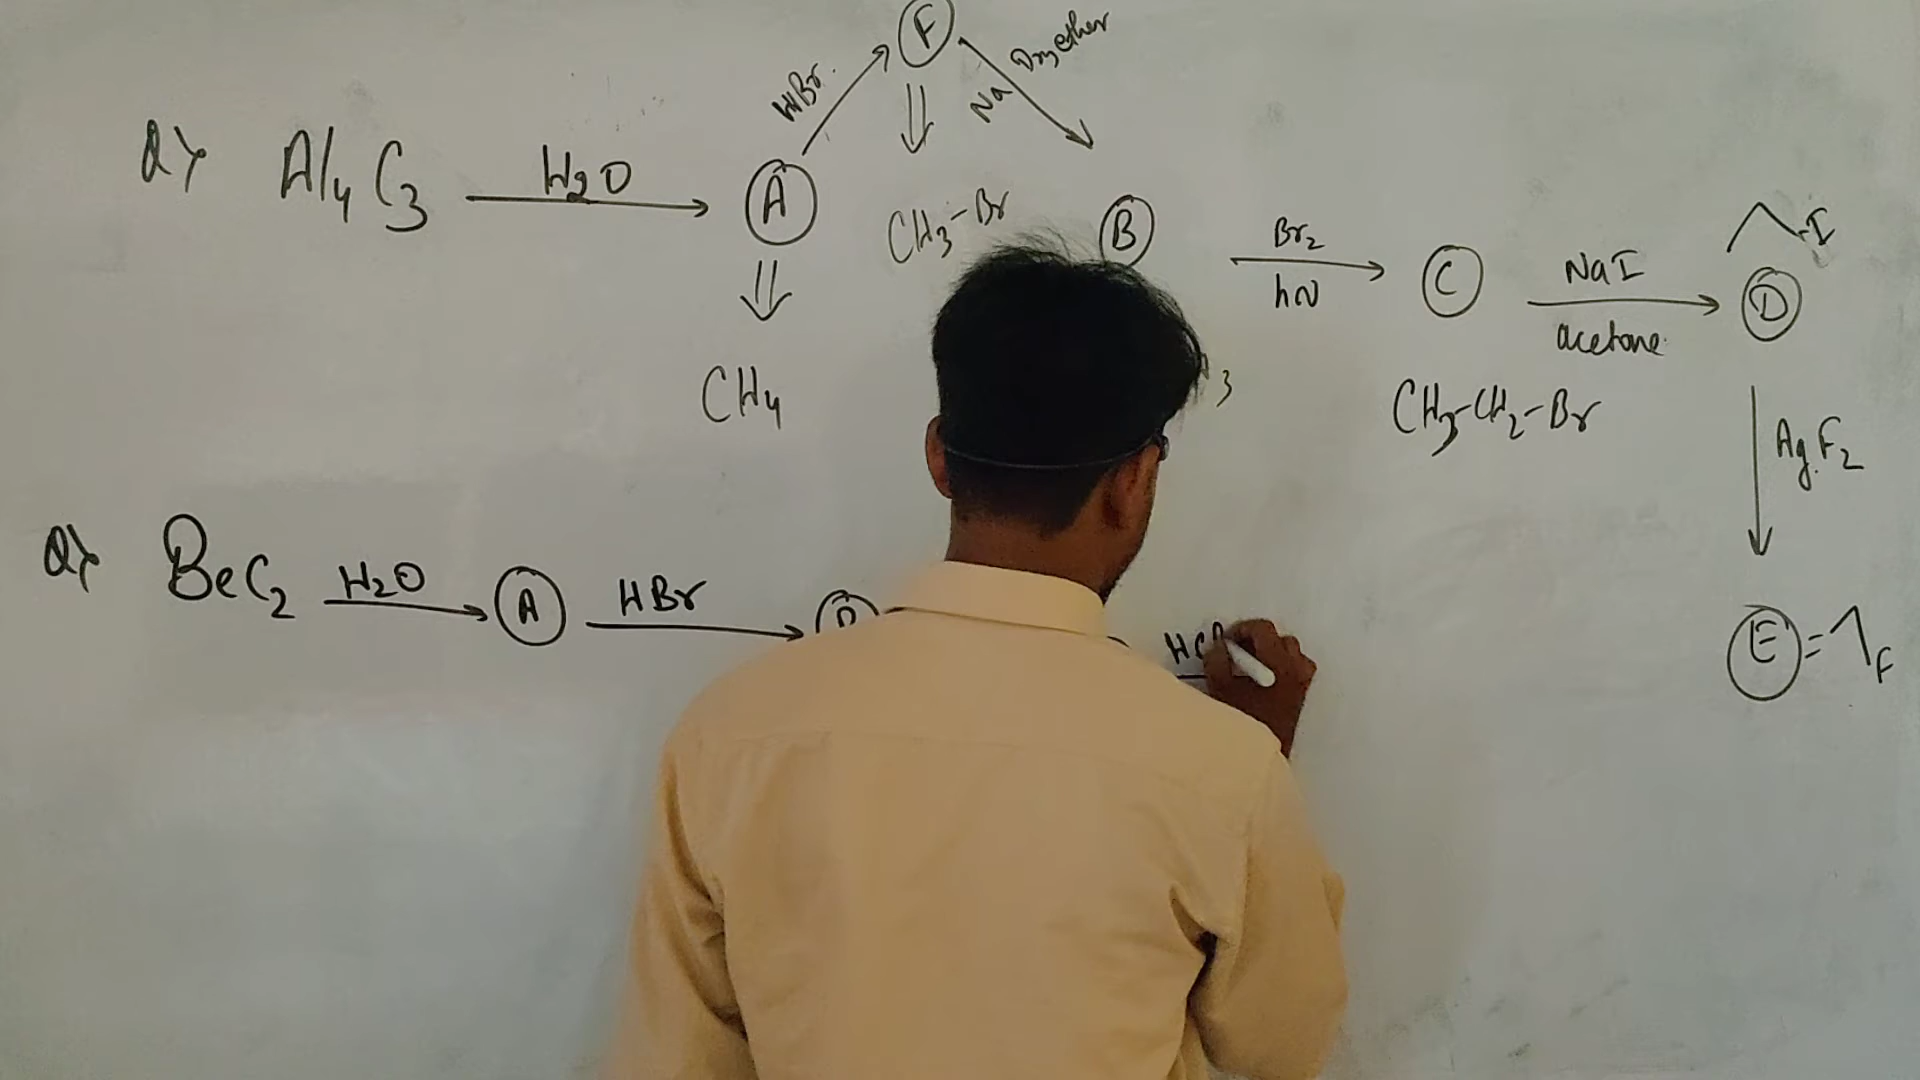 F
HBr.
Na Dry ether
Q) Al4C3 H2O A
CH3-Br
B Br2 hν C NaI acetone D
I
CH4
3
CH3-CH2-Br
AgF2
Q) BeC2 H2O A HBr B
E = F